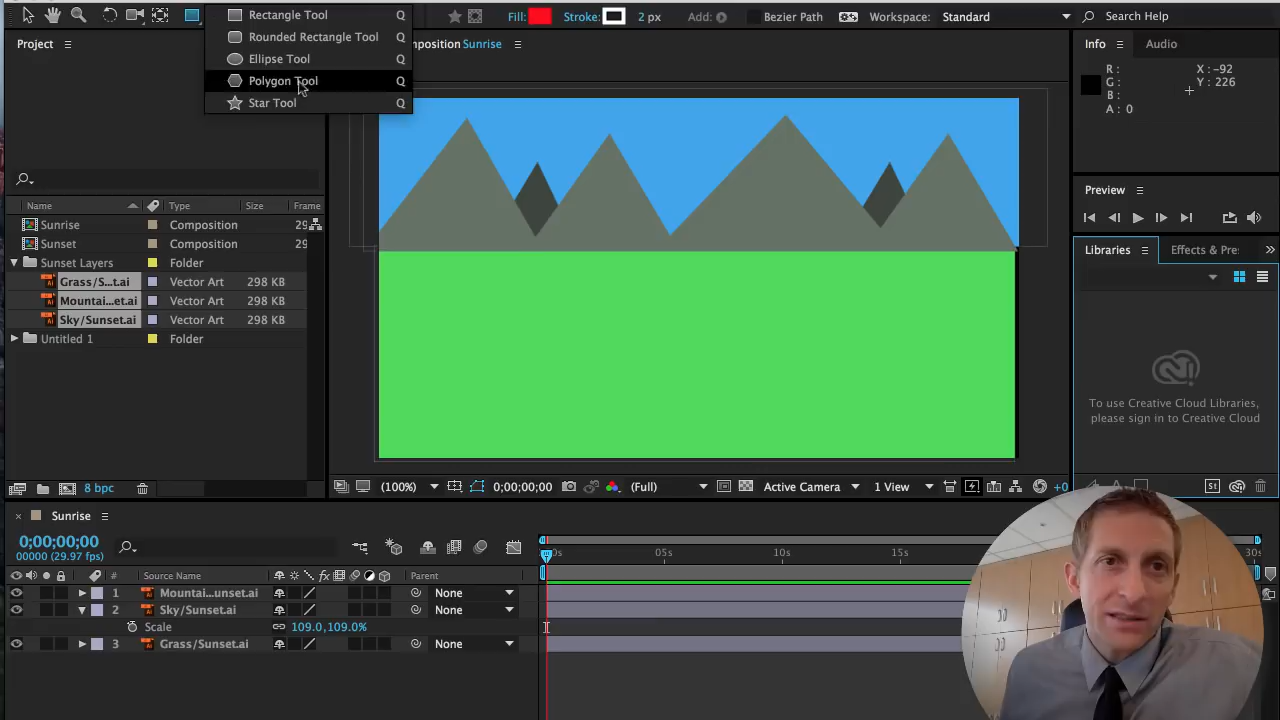 Rectangle Tool Q
Rounded Rectangle Tool Q
Ellipse Tool Q
Polygon Tool Q
Star Tool Q
Fill: Stroke: 2 px Add: Bezier Path Workspace: Standard Search Help
Project
Composition Sunrise
Info Audio
R: X: -92
G: Y: 226
B:
A: 0
Name Type Size Frame
Sunrise Composition 29
Sunset Composition 29
Sunset Layers Folder
Grass/S...t.ai Vector Art 298 KB
Mountai...et.ai Vector Art 298 KB
Sky/Sunset.ai Vector Art 298 KB
Untitled 1 Folder
8 bpc
Preview
Libraries Effects & Pre:
To use Creative Cloud Libraries,
please sign in to Creative Cloud
(100%) 0;00;00;00 (Full) Active Camera 1 View +0
Sunrise
0;00;00;00
00000 (29.97 fps)
0s 05s 10s 15s 30s
# Source Name Parent
1 Mountai...unset.ai None
2 Sky/Sunset.ai None
Scale 109.0,109.0%
3 Grass/Sunset.ai None